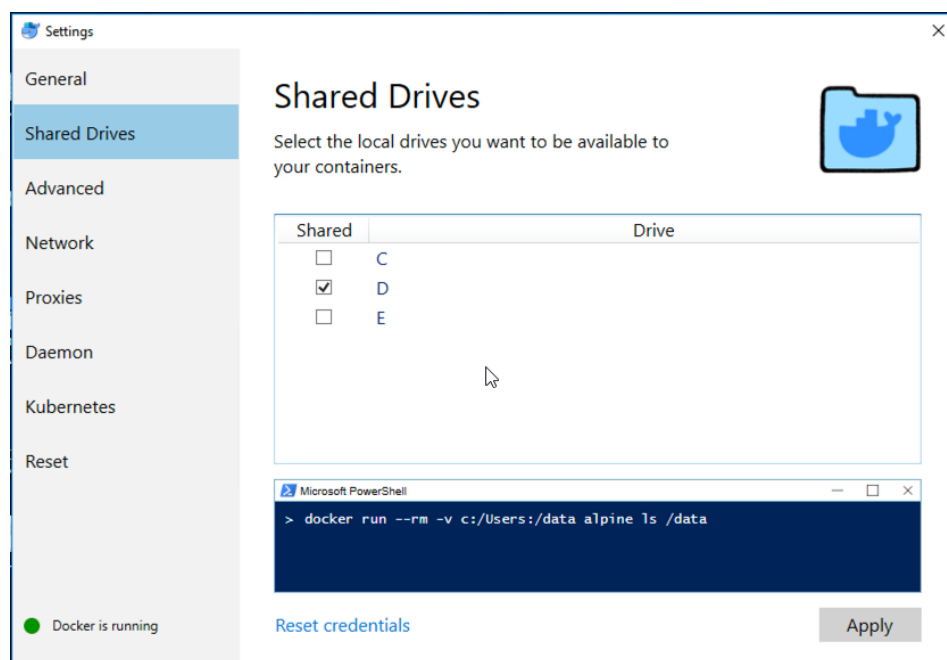 Settings
General
Shared Drives
Advanced
Network
Proxies
Daemon
Kubernetes
Reset
Docker is running
Shared Drives
Select the local drives you want to be available to
your containers.
Shared Drive
C
D
E
Microsoft PowerShell
> docker run --rm -v c:/Users:/data alpine ls /data
Reset credentials
Apply